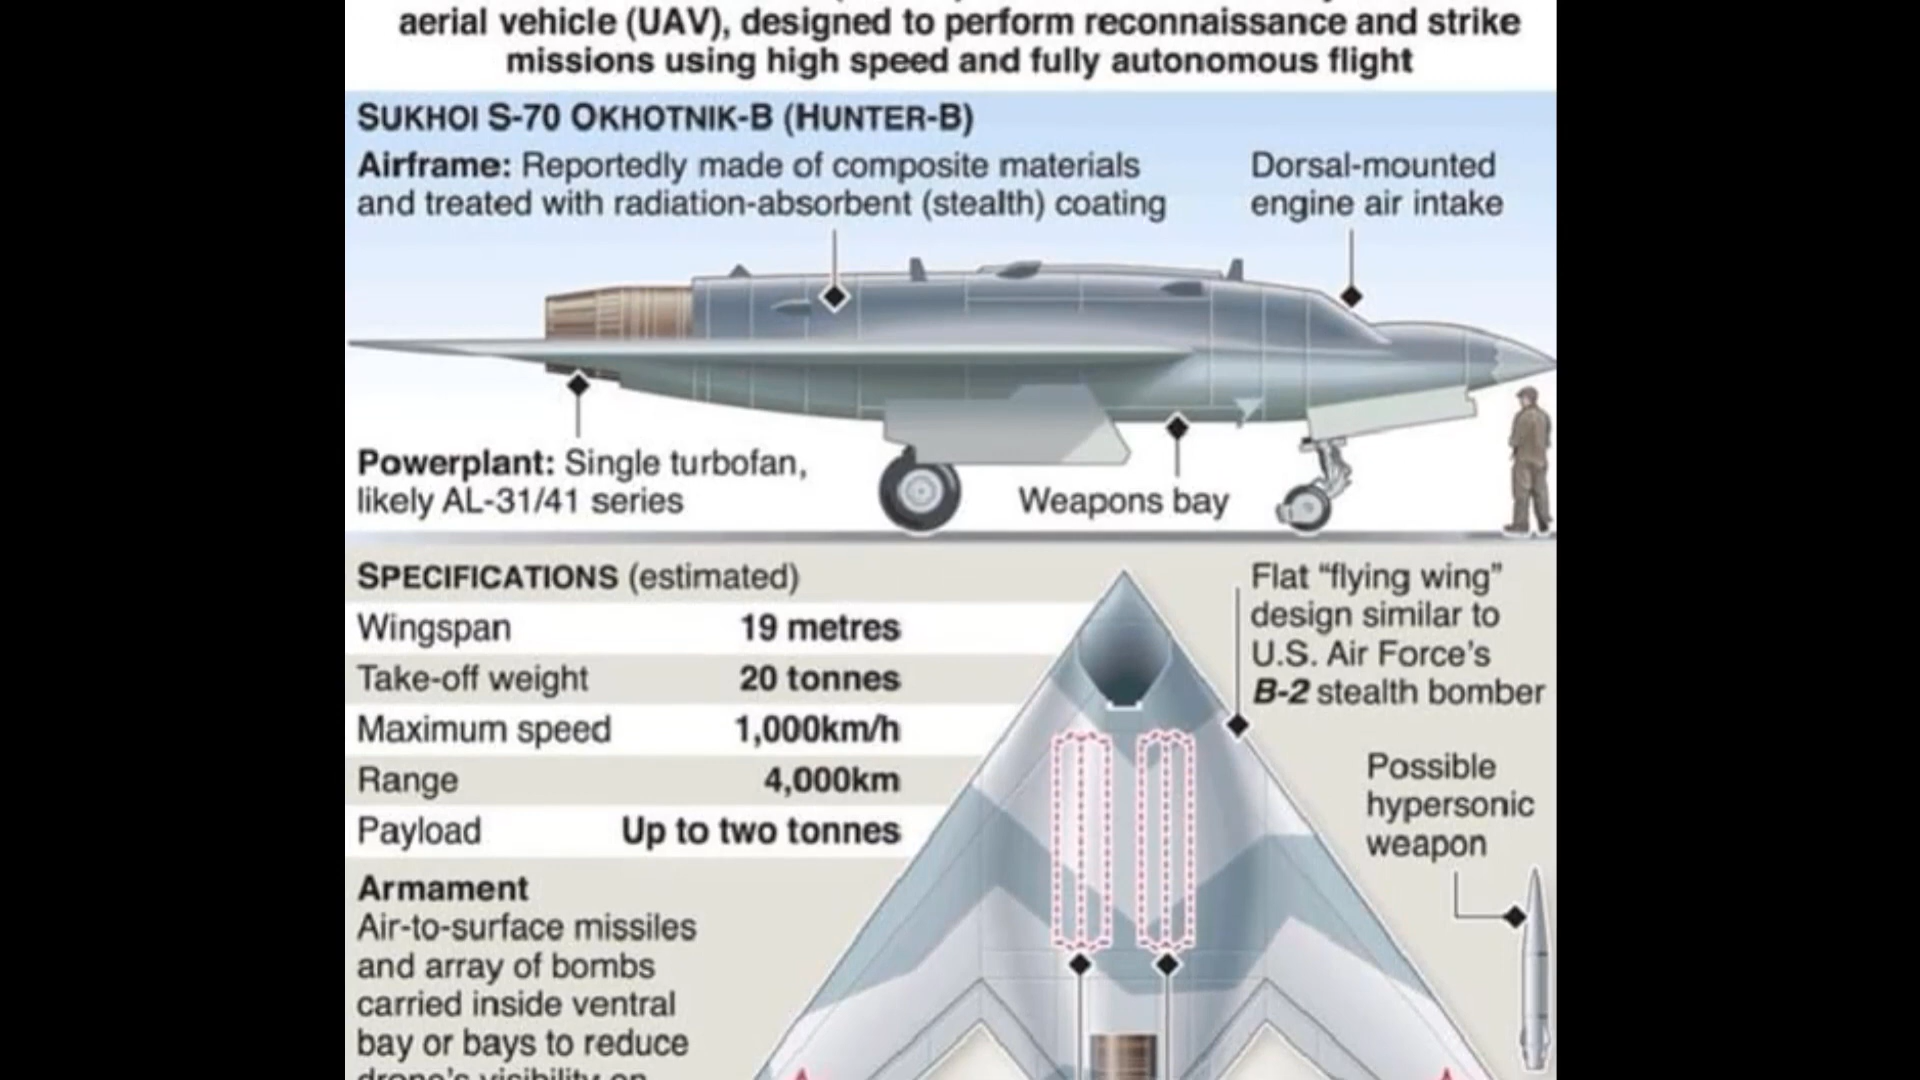 aerial vehicle (UAV), designed to perform reconnaissance and strike
missions using high speed and fully autonomous flight
SUKHOI S-70 OKHOTNIK-B (HUNTER-B)
Airframe: Reportedly made of composite materials
and treated with radiation-absorbent (stealth) coating
Dorsal-mounted
engine air intake
Powerplant: Single turbofan,
likely AL-31/41 series
Weapons bay
SPECIFICATIONS (estimated)
Wingspan 19 metres
Take-off weight 20 tonnes
Maximum speed 1,000km/h
Range 4,000km
Payload Up to two tonnes
Flat “flying wing”
design similar to
U.S. Air Force’s
B-2 stealth bomber
Possible
hypersonic
weapon
Armament
Air-to-surface missiles
and array of bombs
carried inside ventral
bay or bays to reduce
drone’s visibility on